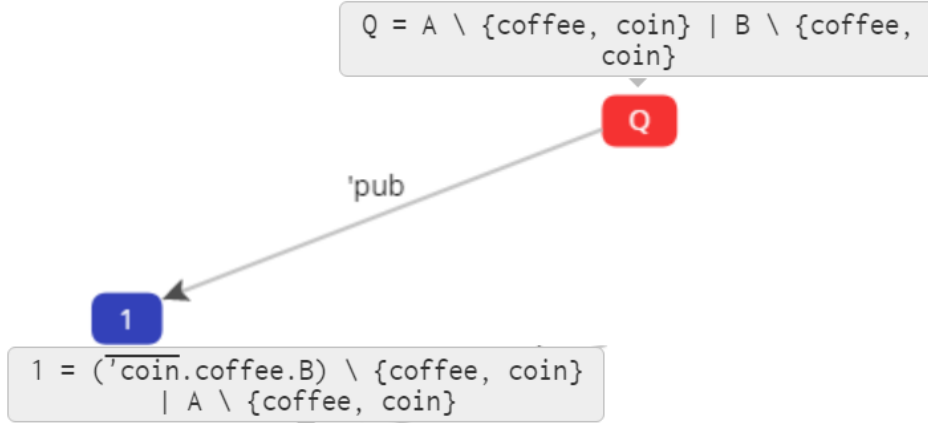 Q = A \ {coffee, coin} | B \ {coffee,
coin}
Q
'pub
1
1 = ('coin.coffee.B) \ {coffee, coin}
| A \ {coffee, coin}